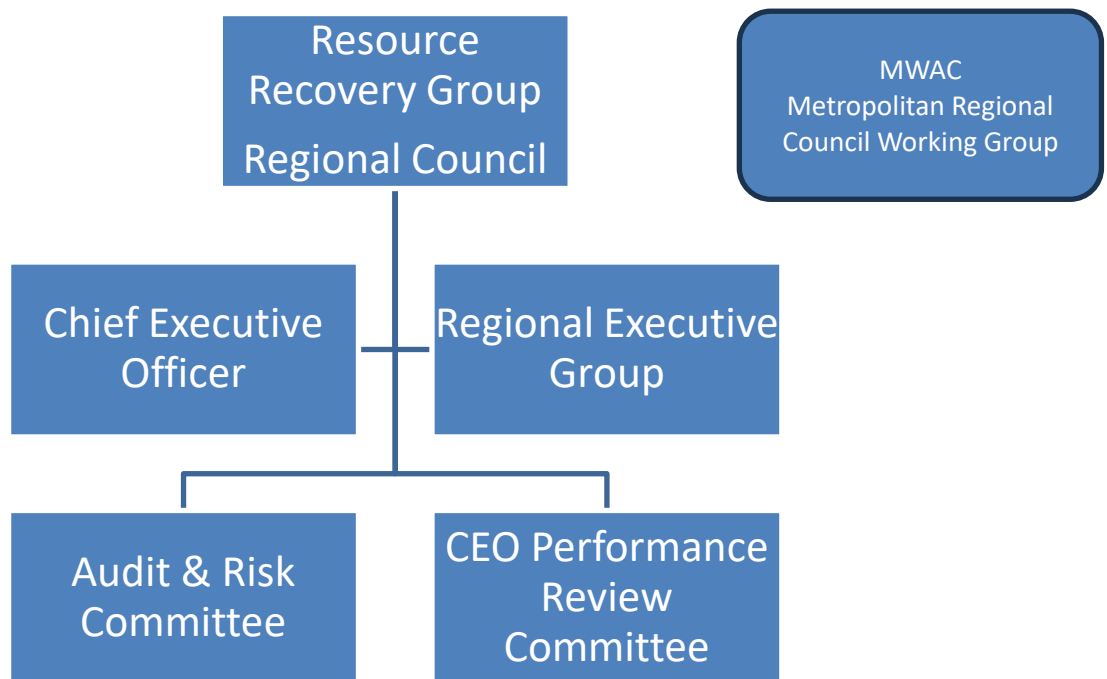 Resource
Recovery Group
Regional Council
MWAC
Metropolitan Regional
Council Working Group
Chief Executive
Officer
Regional Executive
Group
Audit & Risk
Committee
CEO Performance
Review
Committee